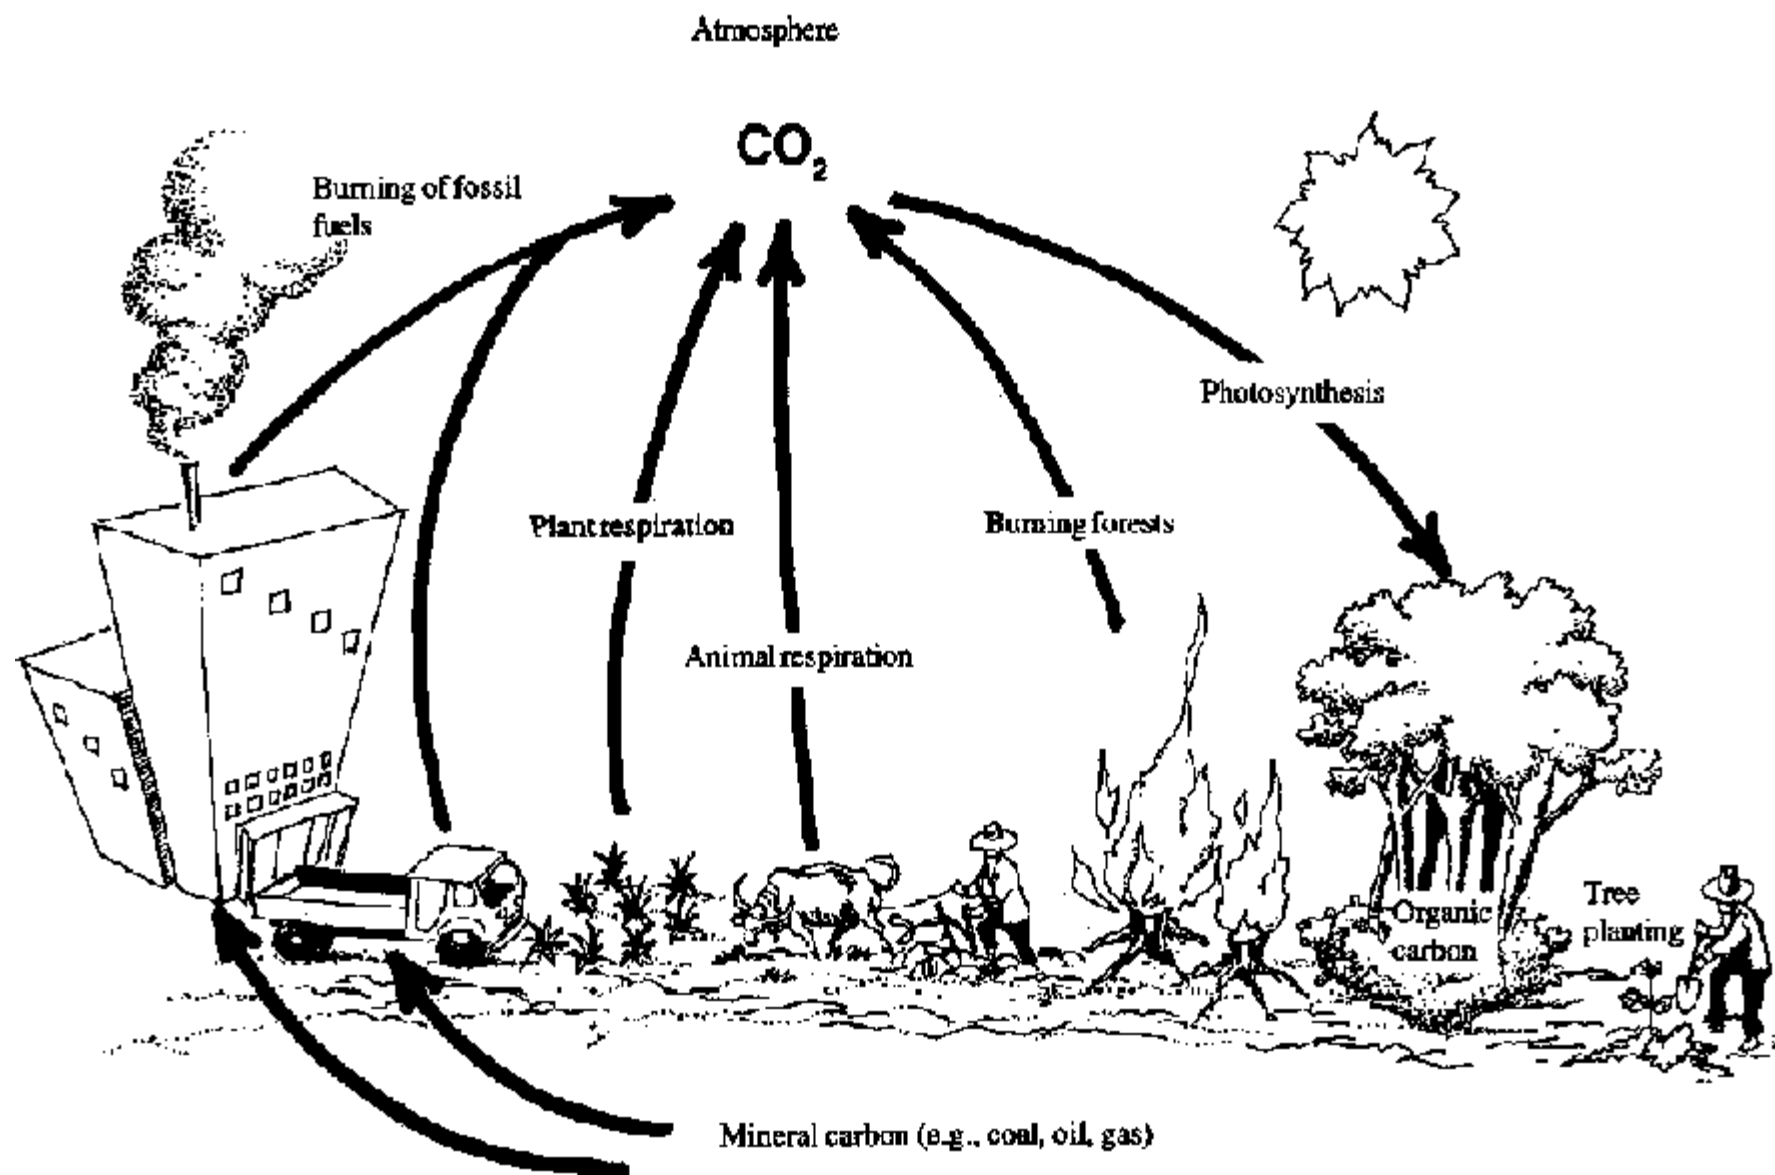 Atmosphere
CO₂
Burning of fossil
fuels
Photosynthesis
Plant respiration
Burning forests
Animal respiration
Organic
carbon
Tree
planting
Mineral carbon (e.g., coal, oil, gas)